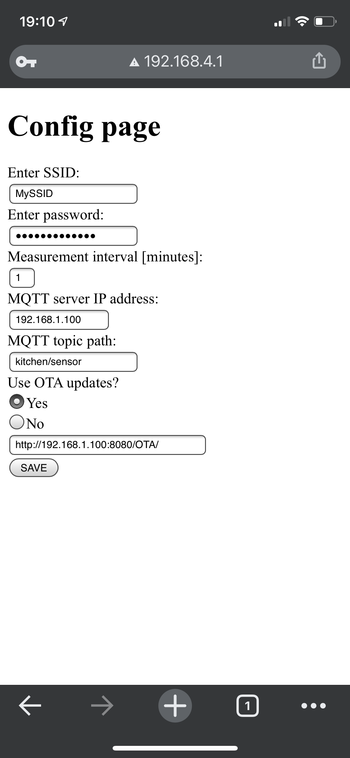 19:10
192.168.4.1
Config page
Enter SSID:
MySSID
Enter password:
•••••••••••••
Measurement interval [minutes]:
1
MQTT server IP address:
192.168.1.100
MQTT topic path:
kitchen/sensor
Use OTA updates?
Yes
No
http://192.168.1.100:8080/OTA/
SAVE
1